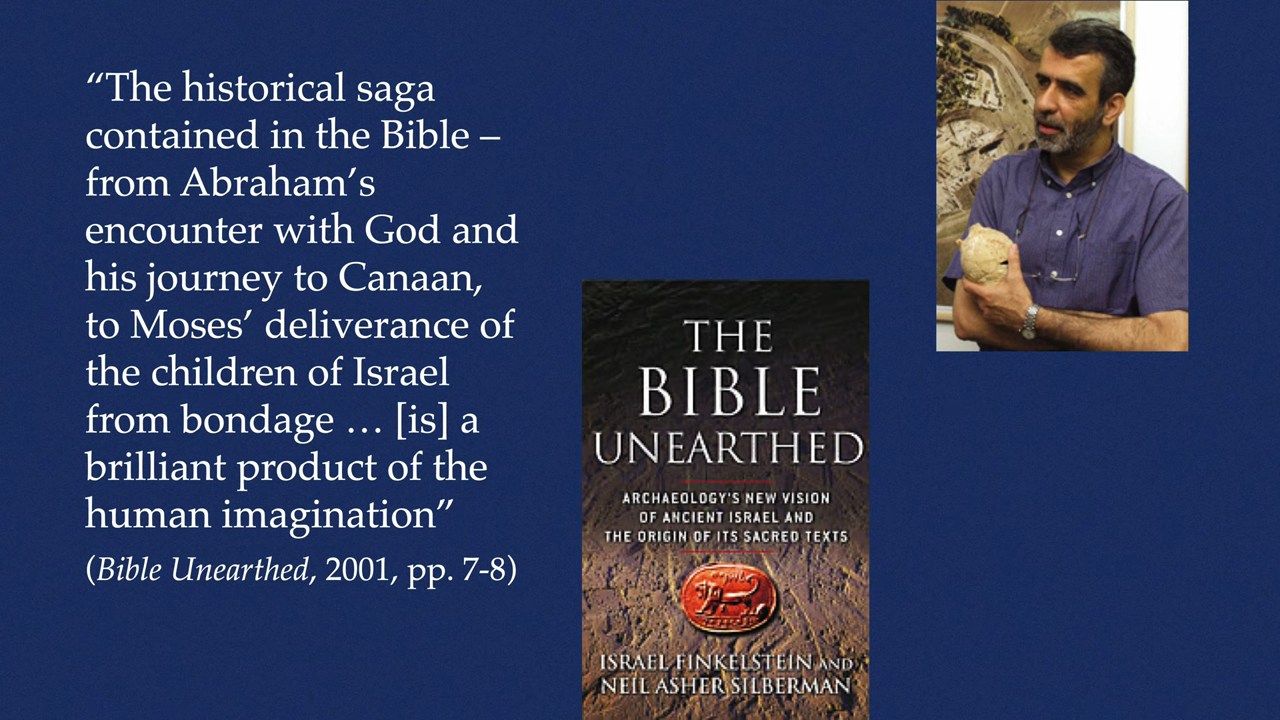 “The historical saga
contained in the Bible –
from Abraham’s
encounter with God and
his journey to Canaan,
to Moses’ deliverance of
the children of Israel
from bondage … [is] a
brilliant product of the
human imagination”
(Bible Unearthed, 2001, pp. 7-8)
THE
BIBLE
UNEARTHED
ARCHAEOLOGY'S NEW VISION
OF ANCIENT ISRAEL AND
THE ORIGIN OF ITS SACRED TEXTS
ISRAEL FINKELSTEIN AND
NEIL ASHER SILBERMAN